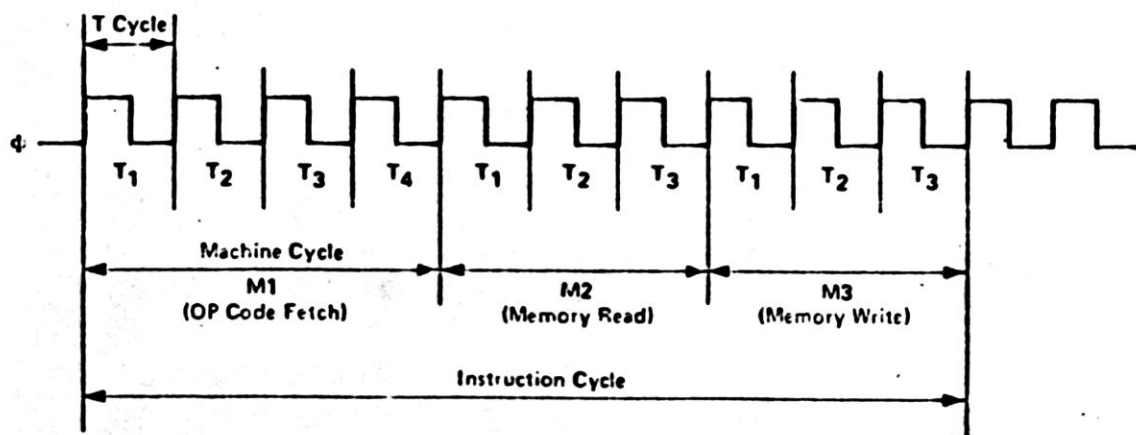 T Cycle
Φ
T1 T2 T3 T4 T1 T2 T3 T1 T2 T3
Machine Cycle
M1 M2 M3
(OP Code Fetch) (Memory Read) (Memory Write)
Instruction Cycle